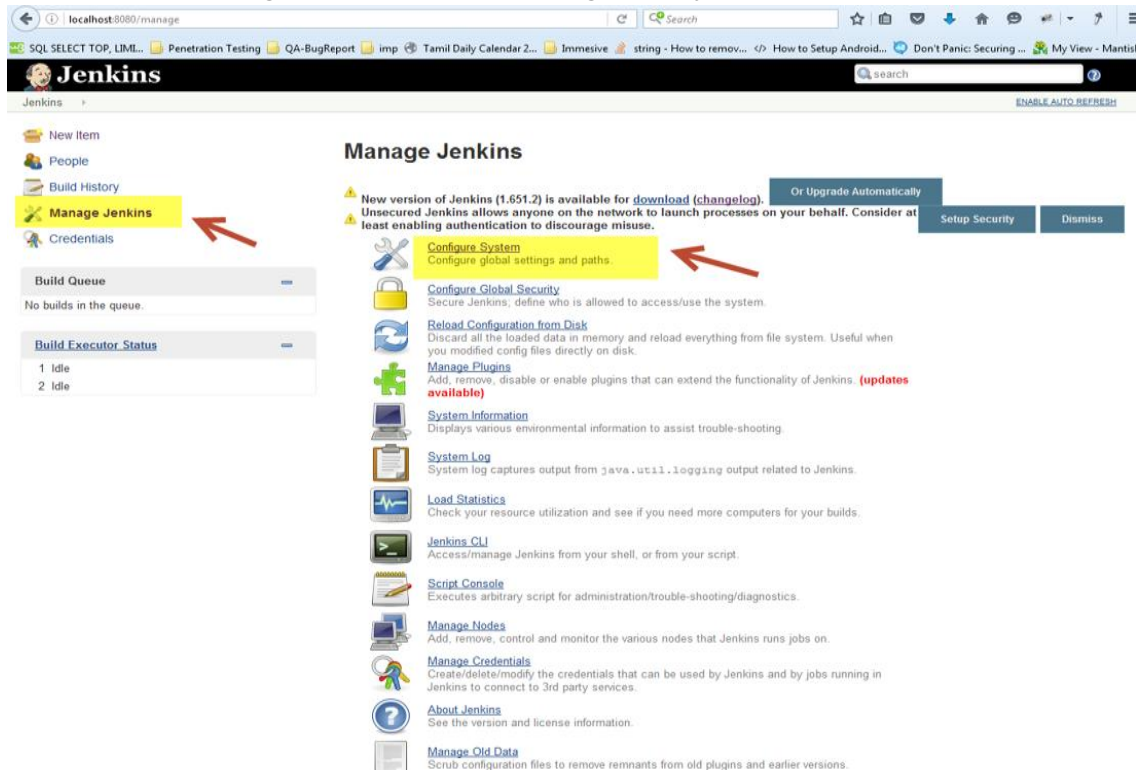 localhost:8080/manage
Search
SQL SELECT TOP, LIMI... Penetration Testing QA-BugReport imp Tamil Daily Calendar 2... Immesive string - How to remov... How to Setup Android... Don't Panic: Securing ... My View - Mantis
Jenkins
search
Jenkins
ENABLE AUTO REFRESH
New Item
People
Build History
Manage Jenkins
Credentials
Build Queue
No builds in the queue.
Build Executor Status
1 Idle
2 Idle
Manage Jenkins
New version of Jenkins (1.651.2) is available for download (changelog).
Or Upgrade Automatically
Unsecured Jenkins allows anyone on the network to launch processes on your behalf. Consider at
least enabling authentication to discourage misuse.
Setup Security
Dismiss
Configure System
Configure global settings and paths.
Configure Global Security
Secure Jenkins; define who is allowed to access/use the system.
Reload Configuration from Disk
Discard all the loaded data in memory and reload everything from file system. Useful when
you modified config files directly on disk.
Manage Plugins
Add, remove, disable or enable plugins that can extend the functionality of Jenkins. (updates
available)
System Information
Displays various environmental information to assist trouble-shooting.
System Log
System log captures output from java.util.logging output related to Jenkins.
Load Statistics
Check your resource utilization and see if you need more computers for your builds.
Jenkins CLI
Access/manage Jenkins from your shell, or from your script.
Script Console
Executes arbitrary script for administration/trouble-shooting/diagnostics.
Manage Nodes
Add, remove, control and monitor the various nodes that Jenkins runs jobs on.
Manage Credentials
Create/delete/modify the credentials that can be used by Jenkins and by jobs running in
Jenkins to connect to 3rd party services.
About Jenkins
See the version and license information.
Manage Old Data
Scrub configuration files to remove remnants from old plugins and earlier versions.